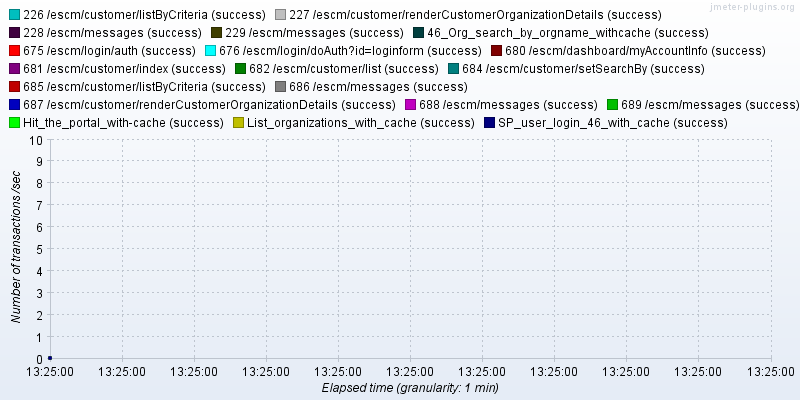 jmeter-plugins.org
226 /escm/customer/listByCriteria (success) 227 /escm/customer/renderCustomerOrganizationDetails (success)
228 /escm/messages (success) 229 /escm/messages (success) 46_Org_search_by_orgname_withcache (success)
675 /escm/login/auth (success) 676 /escm/login/doAuth?id=loginform (success) 680 /escm/dashboard/myAccountInfo (success)
681 /escm/customer/index (success) 682 /escm/customer/list (success) 684 /escm/customer/setSearchBy (success)
685 /escm/customer/listByCriteria (success) 686 /escm/messages (success)
687 /escm/customer/renderCustomerOrganizationDetails (success) 688 /escm/messages (success) 689 /escm/messages (success)
Hit_the_portal_with-cache (success) List_organizations_with_cache (success) SP_user_login_46_with_cache (success)
Number of transactions /sec
10
9
8
7
6
5
4
3
2
1
0
13:25:00 13:25:00 13:25:00 13:25:00 13:25:00 13:25:00 13:25:00 13:25:00 13:25:00 13:25:00 13:25:00
Elapsed time (granularity: 1 min)